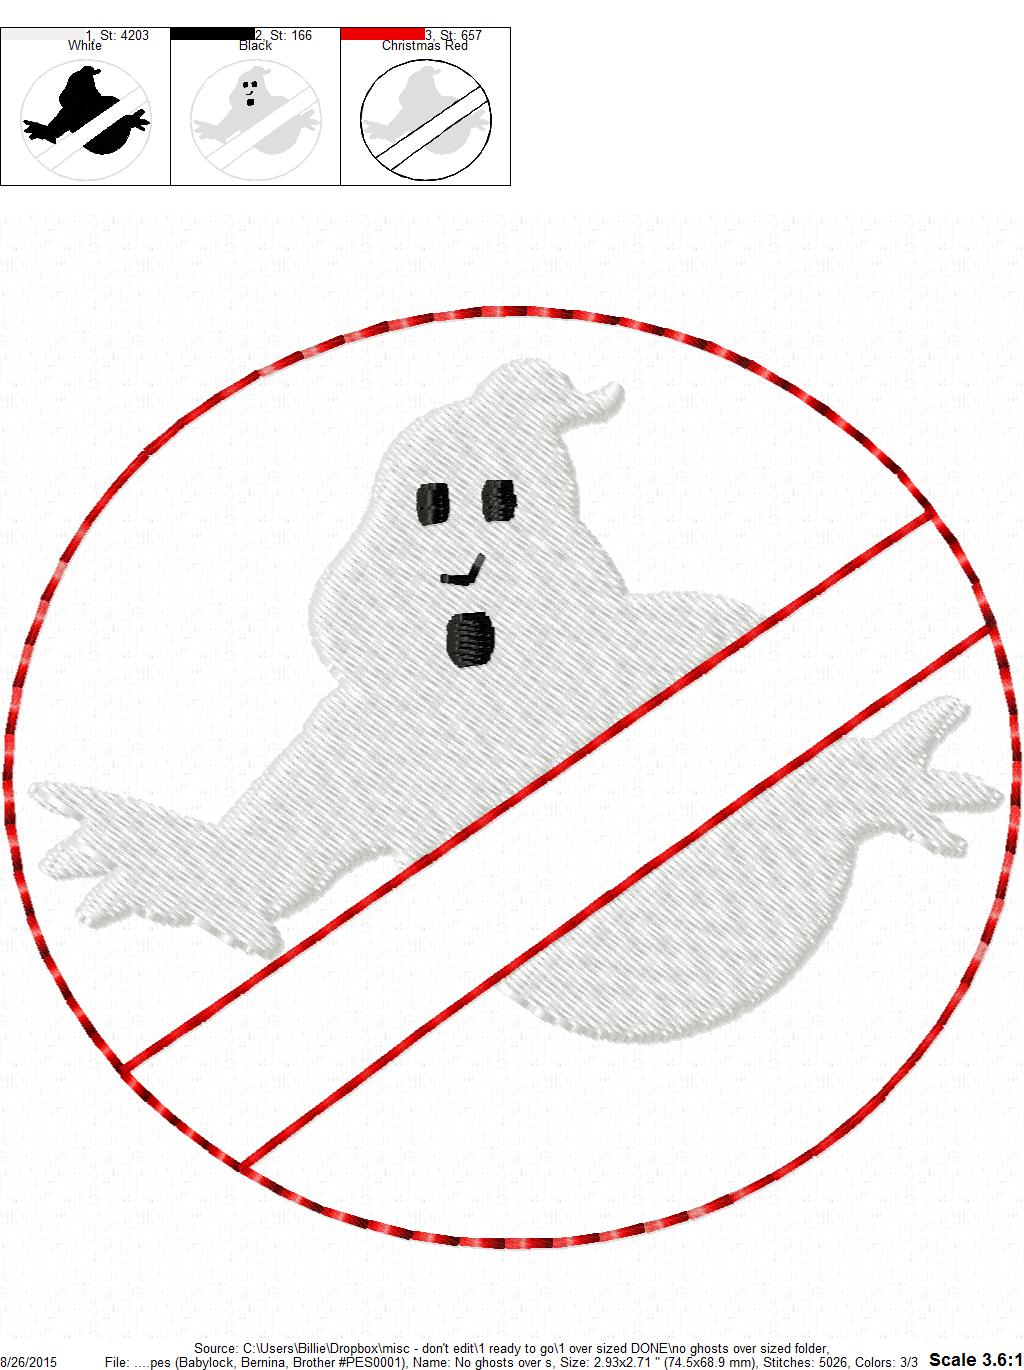 1, St: 4203
White
2, St: 166
Black
3, St: 657
Christmas Red
Source: C:\Users\Billie\Dropbox\misc - don't edit\1 ready to go\1 over sized DONE\no ghosts over sized folder,
8/26/2015 File: ....pes (Babylock, Bernina, Brother #PES0001), Name: No ghosts over s, Size: 2.93x2.71 " (74.5x68.9 mm), Stitches: 5026, Colors: 3/3 Scale 3.6:1